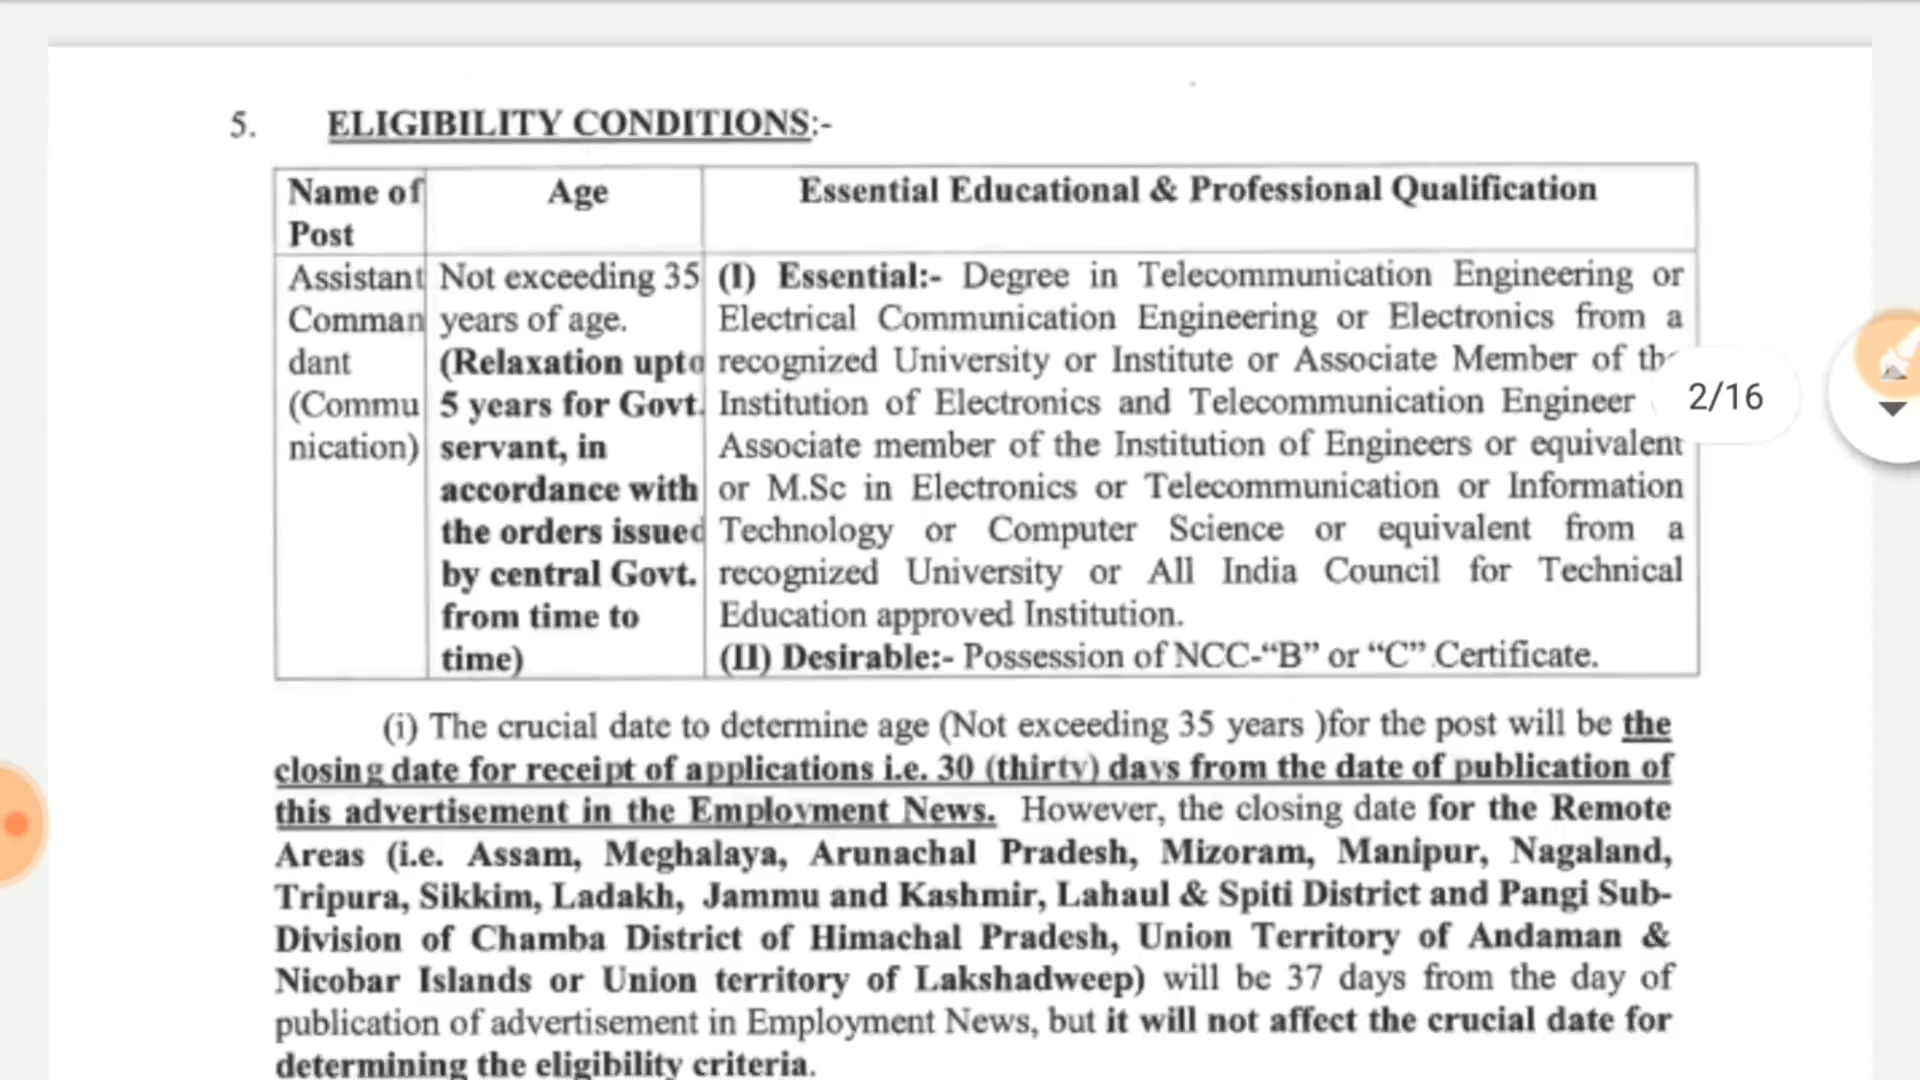 5. ELIGIBILITY CONDITIONS:-
Name of Post
Age
Essential Educational & Professional Qualification
Assistant
Comman
dant
(Commu
nication)
Not exceeding 35
years of age.
(Relaxation upto
5 years for Govt.
servant, in
accordance with
the orders issued
by central Govt.
from time to
time)
(I) Essential:- Degree in Telecommunication Engineering or
Electrical Communication Engineering or Electronics from a
recognized University or Institute or Associate Member of the
Institution of Electronics and Telecommunication Engineer
Associate member of the Institution of Engineers or equivalent
or M.Sc in Electronics or Telecommunication or Information
Technology or Computer Science or equivalent from a
recognized University or All India Council for Technical
Education approved Institution.
(II) Desirable:- Possession of NCC-“B” or “C” Certificate.
2/16
(i) The crucial date to determine age (Not exceeding 35 years )for the post will be the
closing date for receipt of applications i.e. 30 (thirty) days from the date of publication of
this advertisement in the Employment News. However, the closing date for the Remote
Areas (i.e. Assam, Meghalaya, Arunachal Pradesh, Mizoram, Manipur, Nagaland,
Tripura, Sikkim, Ladakh, Jammu and Kashmir, Lahaul & Spiti District and Pangi Sub-
Division of Chamba District of Himachal Pradesh, Union Territory of Andaman &
Nicobar Islands or Union territory of Lakshadweep) will be 37 days from the day of
publication of advertisement in Employment News, but it will not affect the crucial date for
determining the eligibility criteria.